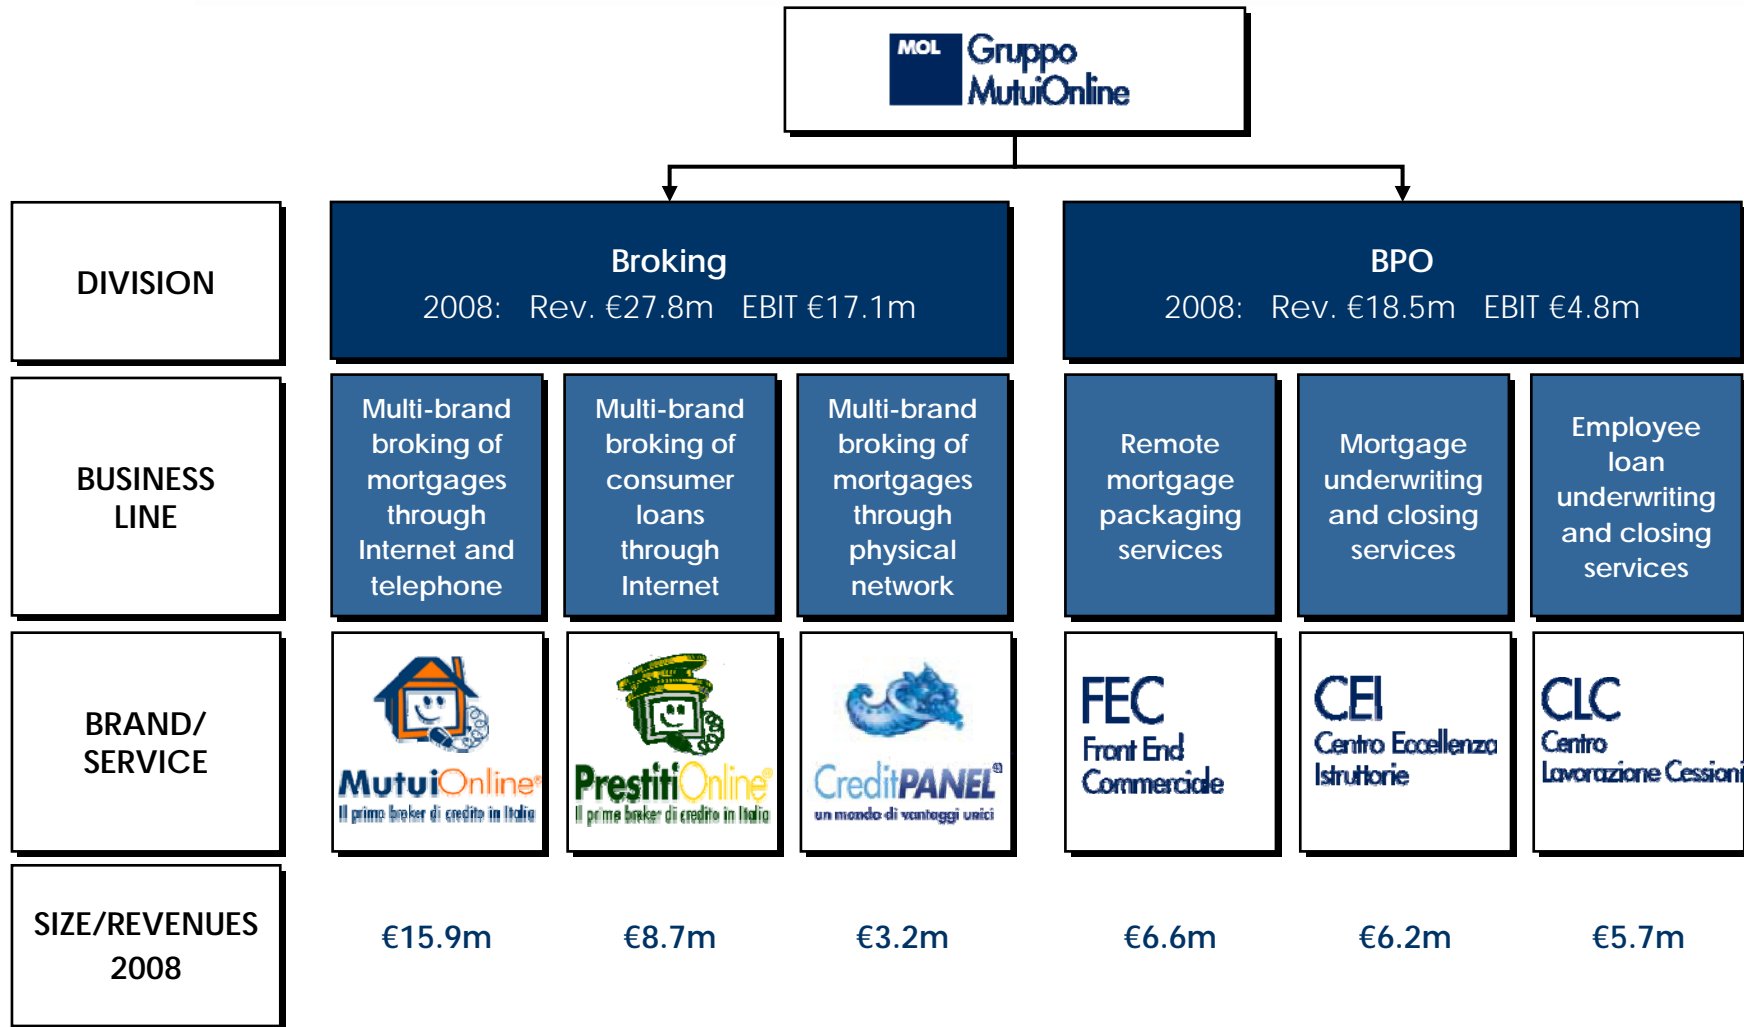 MOL Gruppo
MutuiOnline
DIVISION
Broking
2008: Rev. €27.8m EBIT €17.1m
BPO
2008: Rev. €18.5m EBIT €4.8m
BUSINESS
LINE
Multi-brand
broking of
mortgages
through
Internet and
telephone
Multi-brand
broking of
consumer
loans
through
Internet
Multi-brand
broking of
mortgages
through
physical
network
Remote
mortgage
packaging
services
Mortgage
underwriting
and closing
services
Employee
loan
underwriting
and closing
services
BRAND/
SERVICE
MutuiOnline®
Il primo broker di credito in Italia
PrestitiOnline®
Il primo broker di credito in Italia
CreditPANEL®
un mondo di vantaggi unici
FEC
Front End
Commerciale
CEI
Centro Eccellenza
Istruttorie
CLC
Centro
Lavorazione Cessioni
SIZE/REVENUES
2008
€15.9m
€8.7m
€3.2m
€6.6m
€6.2m
€5.7m